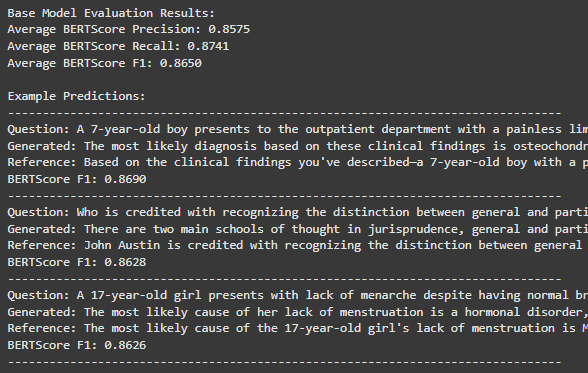 Base Model Evaluation Results:
Average BERTScore Precision: 0.8575
Average BERTScore Recall: 0.8741
Average BERTScore F1: 0.8650
Example Predictions:
--------------------------------------------------------------------------------
Question: A 7-year-old boy presents to the outpatient department with a painless
Generated: The most likely diagnosis based on these clinical findings is
Reference: Based on the clinical findings you've described—a 7-year-old boy with a
BERTScore F1: 0.8690
--------------------------------------------------------------------------------
Question: Who is credited with recognizing the distinction between general and
Generated: There are two main schools of thought in jurisprudence, general and
Reference: John Austin is credited with recognizing the distinction between general
BERTScore F1: 0.8628
--------------------------------------------------------------------------------
Question: A 17-year-old girl presents with lack of menarche despite having normal
Generated: The most likely cause of her lack of menstruation is a hormonal disorder,
Reference: The most likely cause of the 17-year-old girl's lack of menstruation is
BERTScore F1: 0.8626
--------------------------------------------------------------------------------